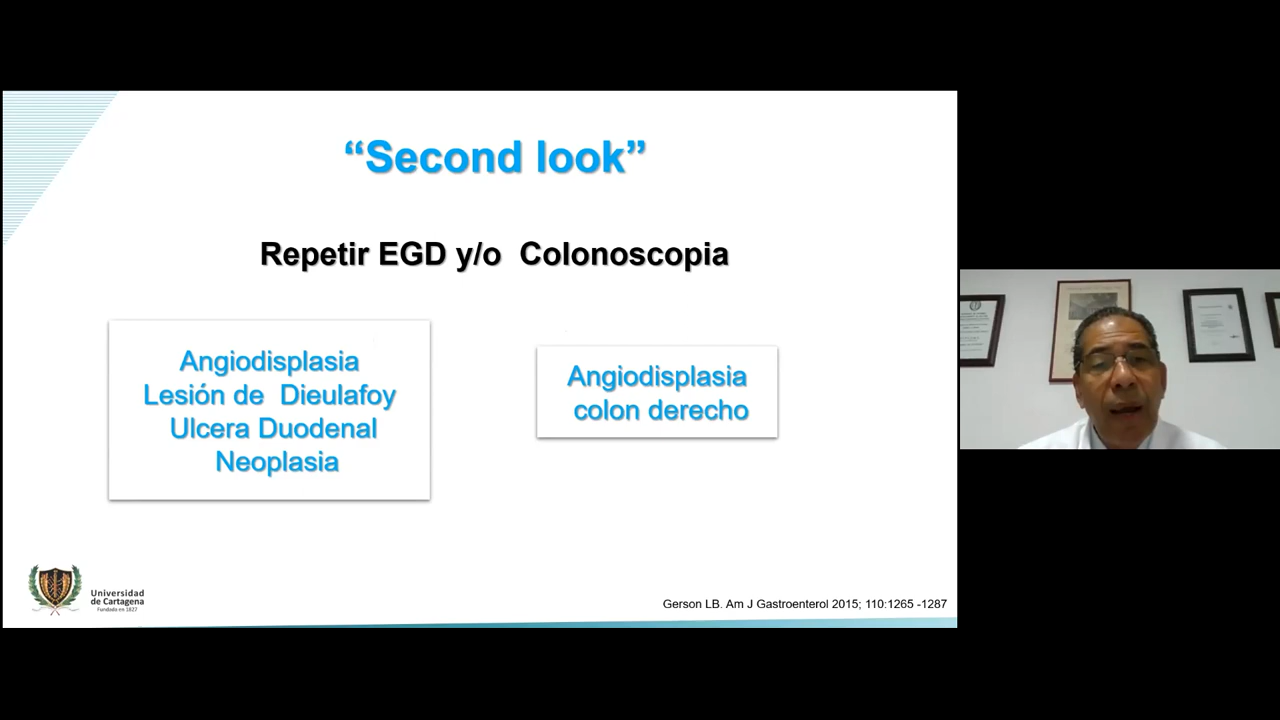 “Second look”
Repetir EGD y/o Colonoscopia
Angiodisplasia
Lesión de Dieulafoy
Ulcera Duodenal
Neoplasia
Angiodisplasia
colon derecho
Universidad
de Cartagena
Fundada en 1827
Gerson LB. Am J Gastroenterol 2015; 110:1265 -1287